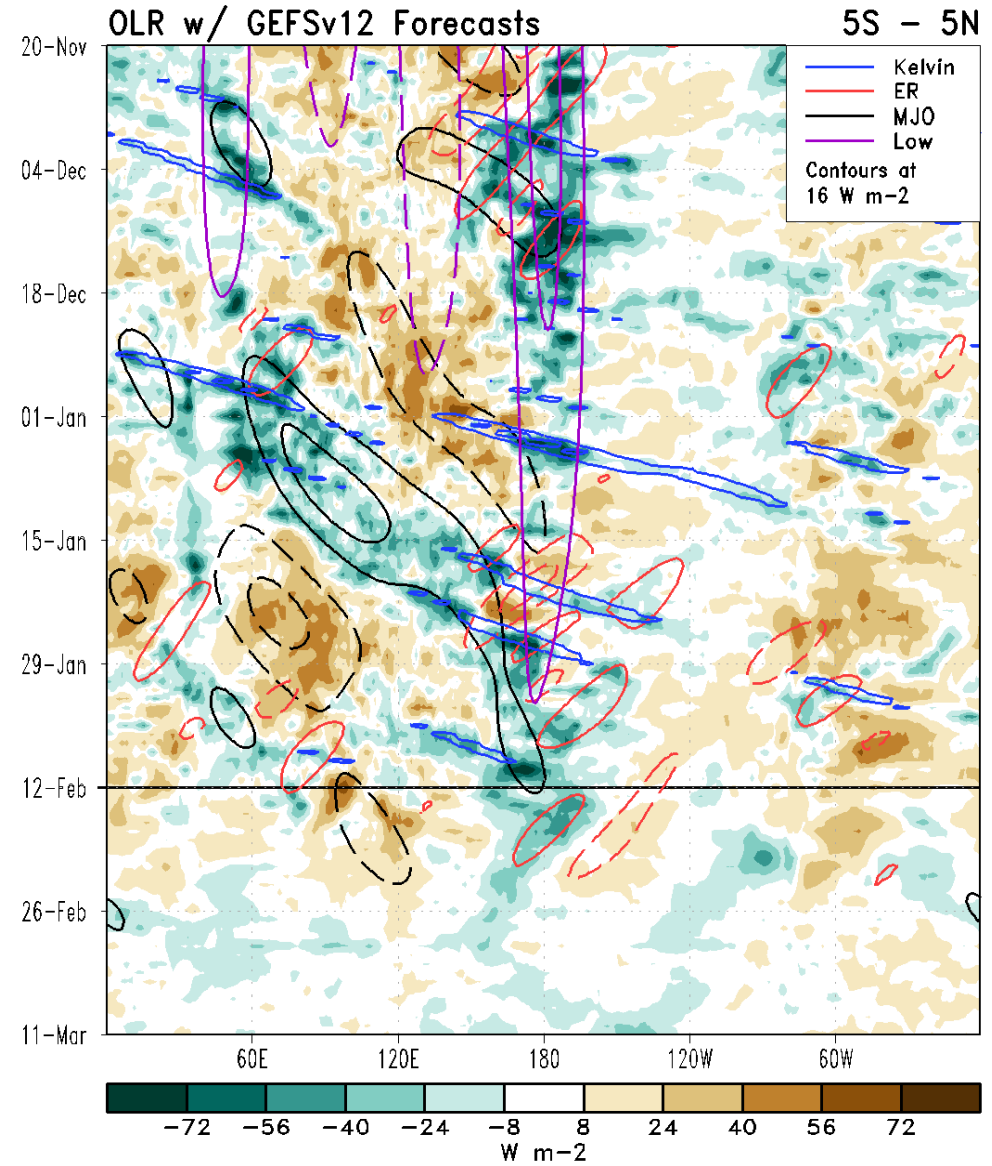 OLR w/ GEFSv12 Forecasts 5S - 5N
Kelvin
ER
MJO
Low
Contours at
16 W m-2
20-Nov
04-Dec
18-Dec
01-Jan
15-Jan
29-Jan
12-Feb
26-Feb
11-Mar
60E 120E 180 120W 60W
-72 -56 -40 -24 -8 8 24 40 56 72
W m-2